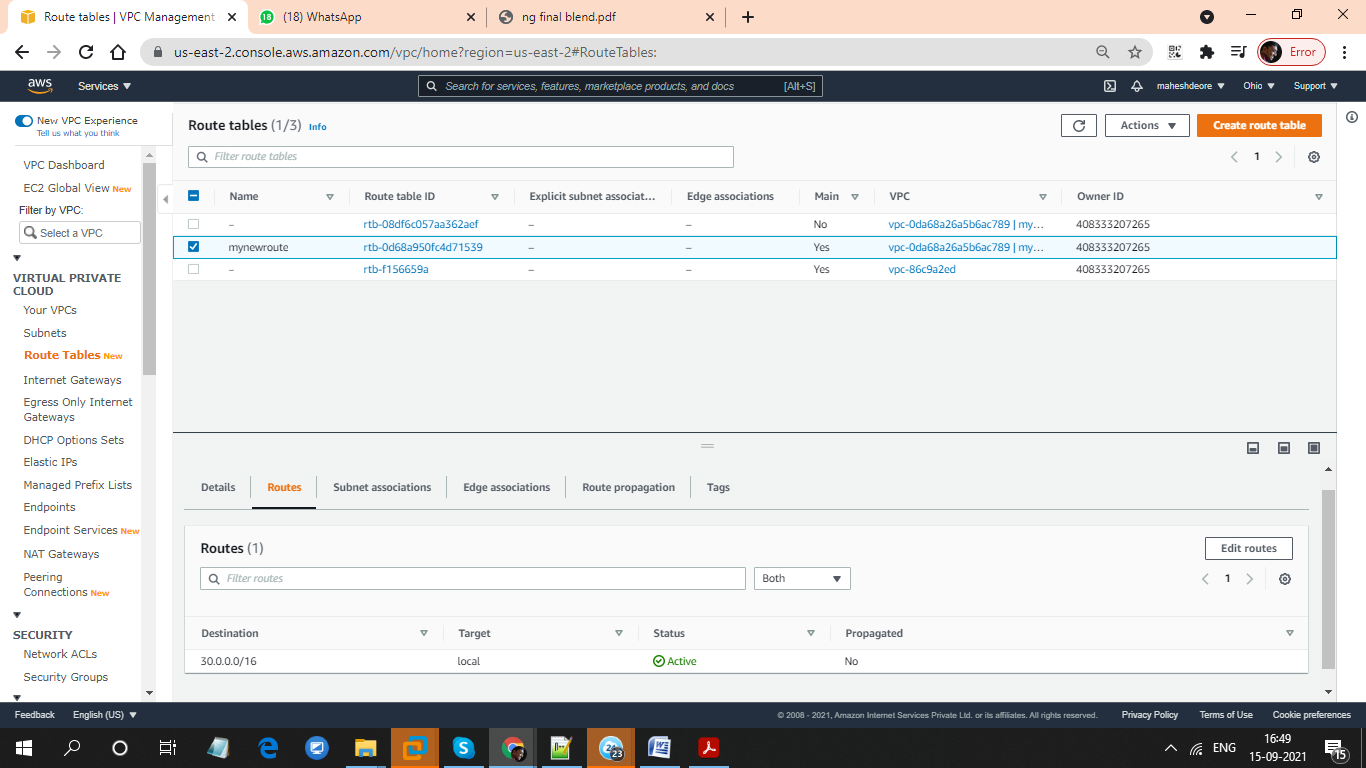 Route tables | VPC Management
(18) WhatsApp
ng final blend.pdf
us-east-2.console.aws.amazon.com/vpc/home?region=us-east-2#RouteTables:
Error
aws
Services
Search for services, features, marketplace products, and docs
[Alt+S]
maheshdeore
Ohio
Support
New VPC Experience
Tell us what you think
VPC Dashboard
EC2 Global View New
Filter by VPC:
Select a VPC
VIRTUAL PRIVATE
CLOUD
Your VPCs
Subnets
Route Tables New
Internet Gateways
Egress Only Internet
Gateways
DHCP Options Sets
Elastic IPs
Managed Prefix Lists
Endpoints
Endpoint Services New
NAT Gateways
Peering
Connections New
SECURITY
Network ACLs
Security Groups
Route tables (1/3) Info
Actions
Create route table
Filter route tables
1
Name Route table ID Explicit subnet associat... Edge associations Main VPC Owner ID
– rtb-08df6c057aa362aef – – No vpc-0da68a26a5b6ac789 | my... 408333207265
mynewroute rtb-0d68a950fc4d71539 – – Yes vpc-0da68a26a5b6ac789 | my... 408333207265
– rtb-f156659a – – Yes vpc-86c9a2ed 408333207265
Details Routes Subnet associations Edge associations Route propagation Tags
Routes (1)
Edit routes
Filter routes
Both
1
Destination Target Status Propagated
30.0.0.0/16 local Active No
Feedback English (US)
© 2008 - 2021, Amazon Internet Services Private Ltd. or its affiliates. All rights reserved. Privacy Policy Terms of Use Cookie preferences
ENG
16:49
15-09-2021
15